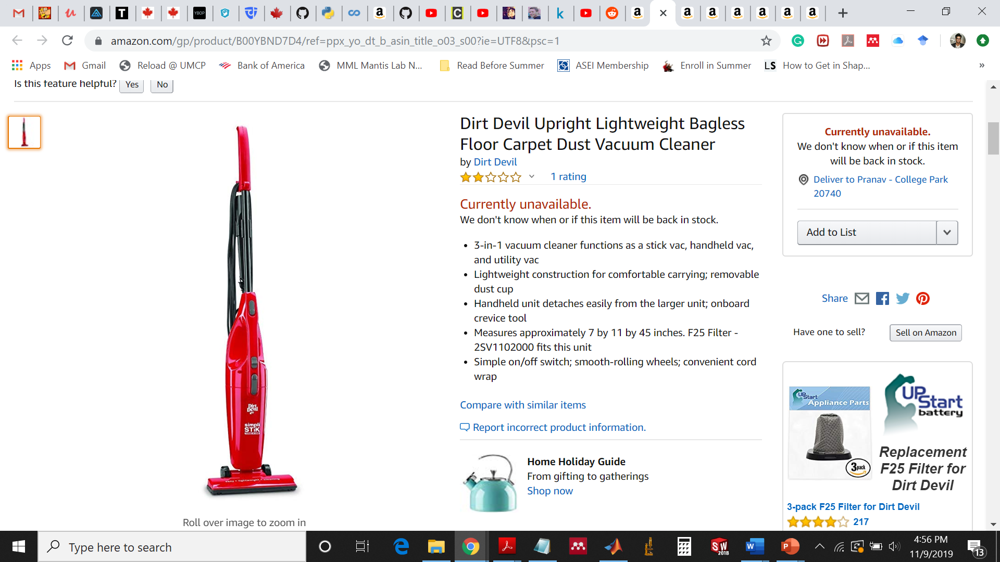 amazon.com/gp/product/B00YBND7D4/ref=ppx_yo_dt_b_asin_title_o03_s00?ie=UTF8&psc=1
Apps Gmail Reload @ UMCP Bank of America MML Mantis Lab N... Read Before Summer ASEI Membership Enroll in Summer LS How to Get in Shap... »
Is this feature helpful? Yes No
Dirt Devil Upright Lightweight Bagless
Floor Carpet Dust Vacuum Cleaner
by Dirt Devil
1 rating
Currently unavailable.
We don't know when or if this item will be back in stock.
3-in-1 vacuum cleaner functions as a stick vac, handheld vac,
and utility vac
Lightweight construction for comfortable carrying; removable
dust cup
Handheld unit detaches easily from the larger unit; onboard
crevice tool
Measures approximately 7 by 11 by 45 inches. F25 Filter -
2SV1102000 fits this unit
Simple on/off switch; smooth-rolling wheels; convenient cord
wrap
Compare with similar items
Report incorrect product information.
Home Holiday Guide
From gifting to gatherings
Shop now
Dirt
Devil
simpli
STiK
easy • lightweight • cleaning
Roll over image to zoom in
Currently unavailable.
We don't know when or if this item
will be back in stock.
Deliver to Pranav - College Park
20740
Add to List
Share
Have one to sell? Sell on Amazon
UPStart
Appliance Parts
3pack
UPStart
battery
Replacement
F25 Filter for
Dirt Devil
3-pack F25 Filter for Dirt Devil
217
Type here to search
SW
2018
W
P
4:56 PM
11/9/2019
13